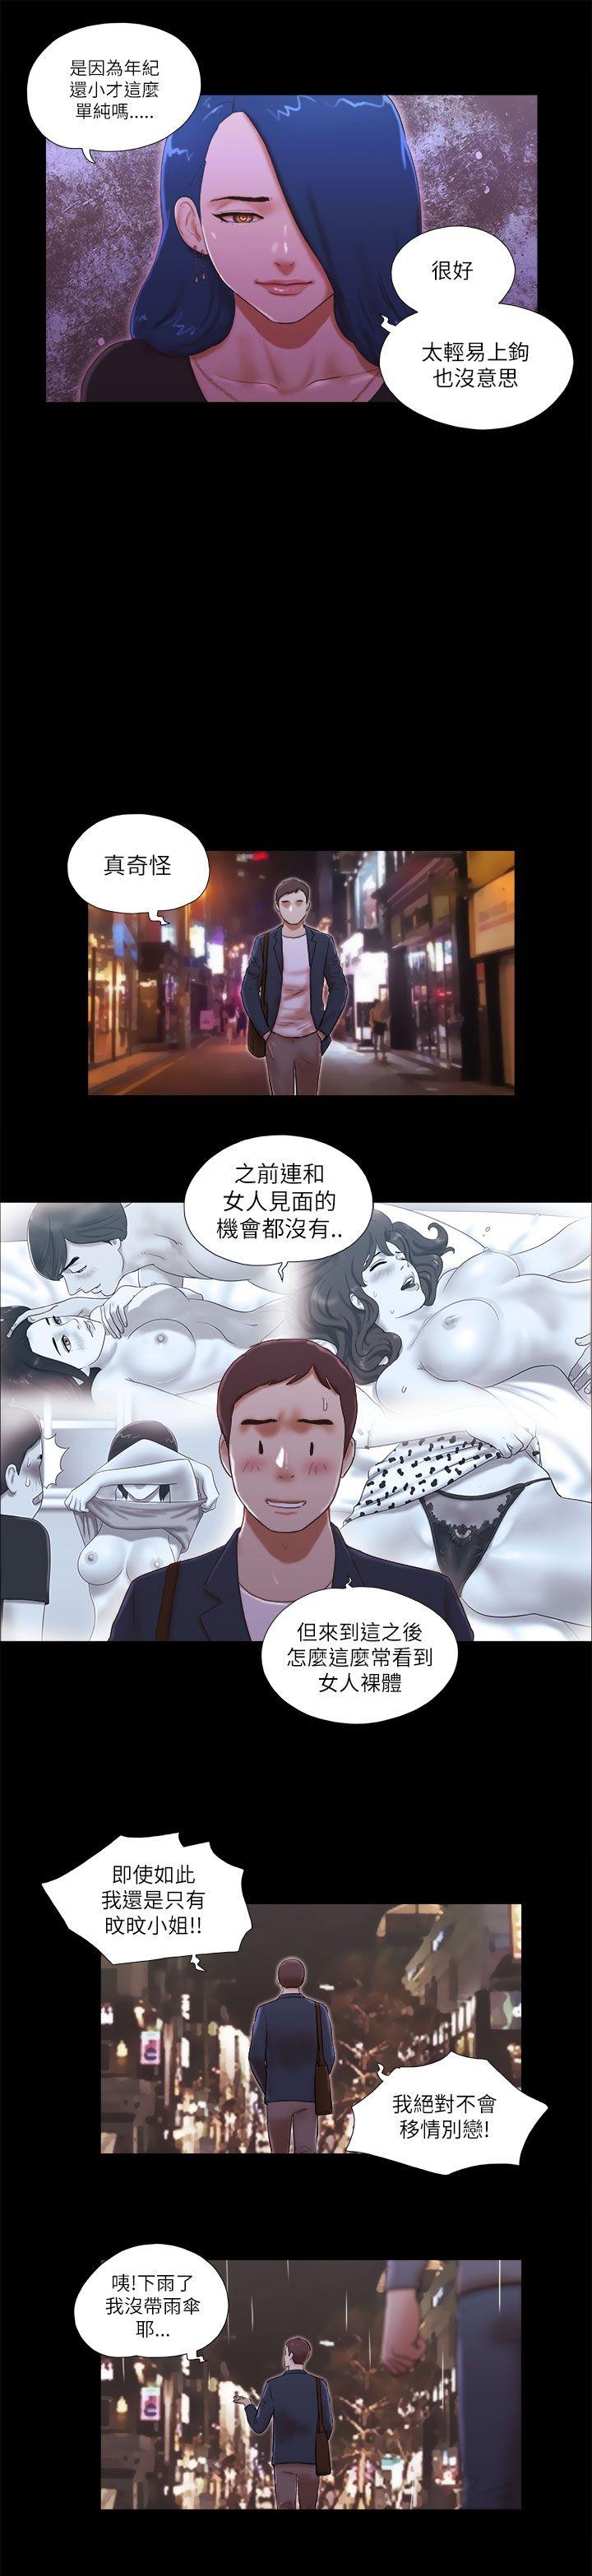 是因為年紀
還小才這麼
單純嗎.....
很好
太輕易上鉤
也沒意思
真奇怪
之前連和
女人見面的
機會都沒有..
但來到這之後
怎麼這麼常看到
女人裸體
即使如此
我還是只有
旼旼小姐!!
我絕對不會
移情別戀!
咦!下雨了
我沒帶雨傘
耶...